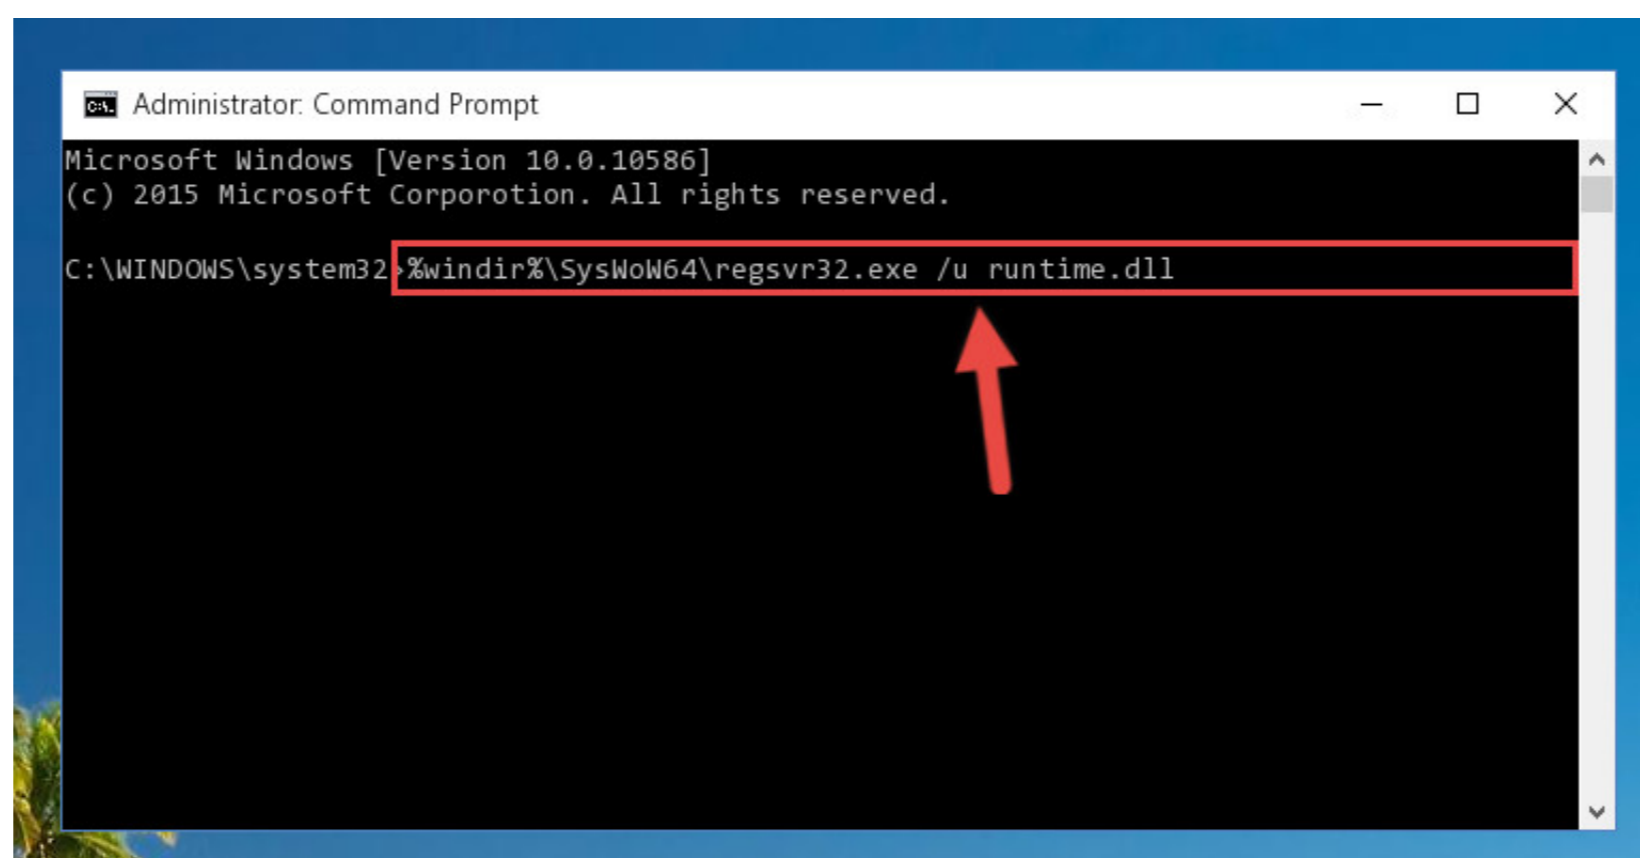 Administrator: Command Prompt
Microsoft Windows [Version 10.0.10586]
(c) 2015 Microsoft Corporotion. All rights reserved.
C:\WINDOWS\system32>%windir%\SysWoW64\regsvr32.exe /u runtime.dll